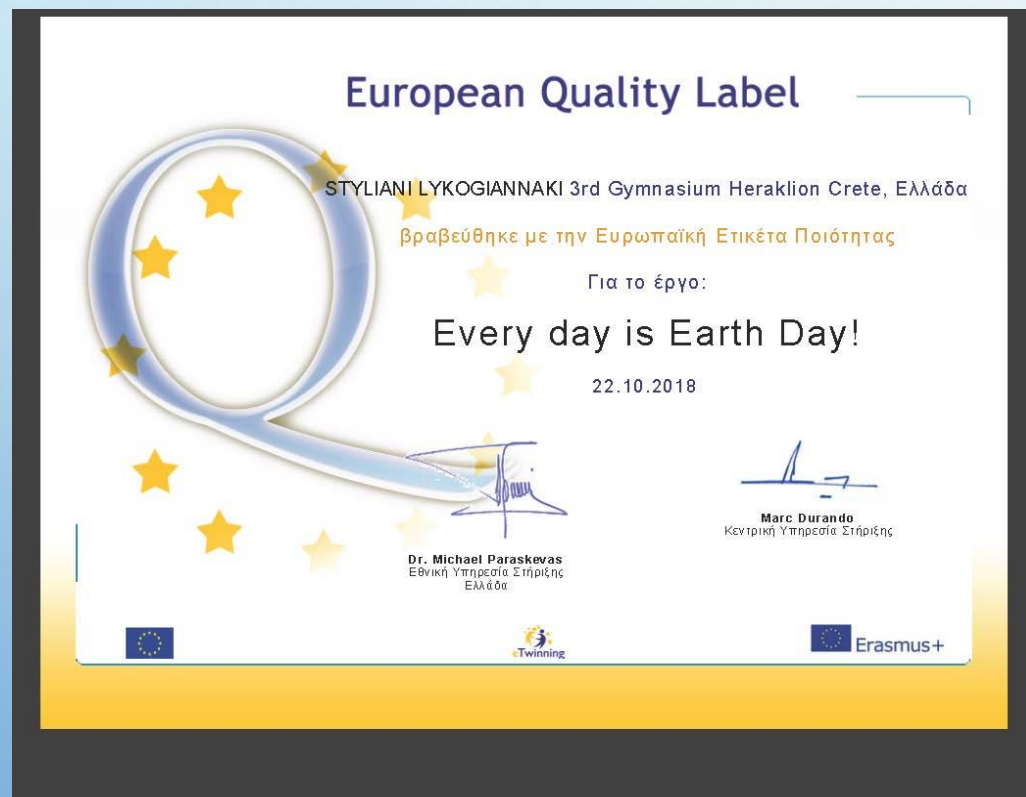 European Quality Label
STYLIANI LYKOGIANNAKI 3rd Gymnasium Heraklion Crete, Ελλάδα
βραβεύθηκε με την Ευρωπαϊκή Ετικέτα Ποιότητας
Για το έργο:
Every day is Earth Day!
22.10.2018
Dr. Michael Paraskevas
Εθνική Υπηρεσία Στήριξης
Ελλάδα
Marc Durando
Κεντρική Υπηρεσία Στήριξης
eTwinning
Erasmus+